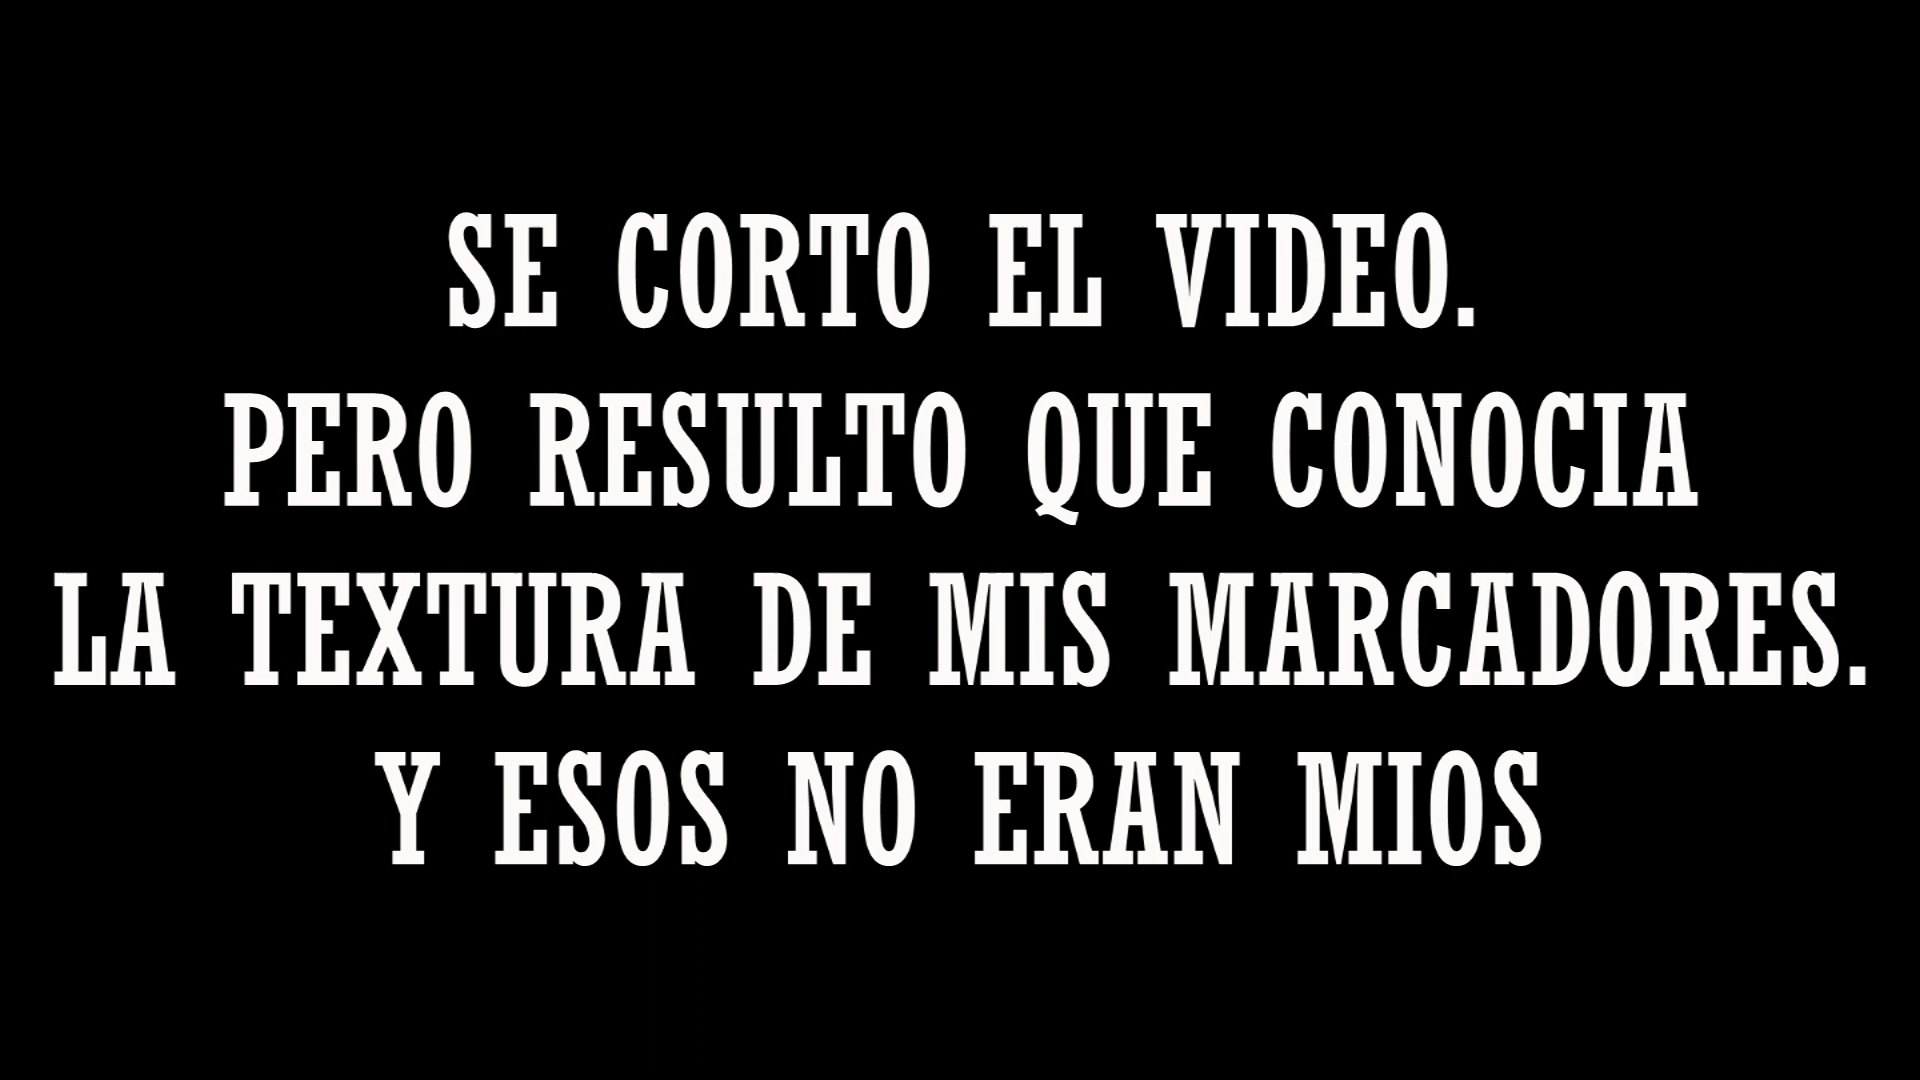 SE CORTO EL VIDEO.
PERO RESULTO QUE CONOCIA
LA TEXTURA DE MIS MARCADORES.
Y ESOS NO ERAN MIOS